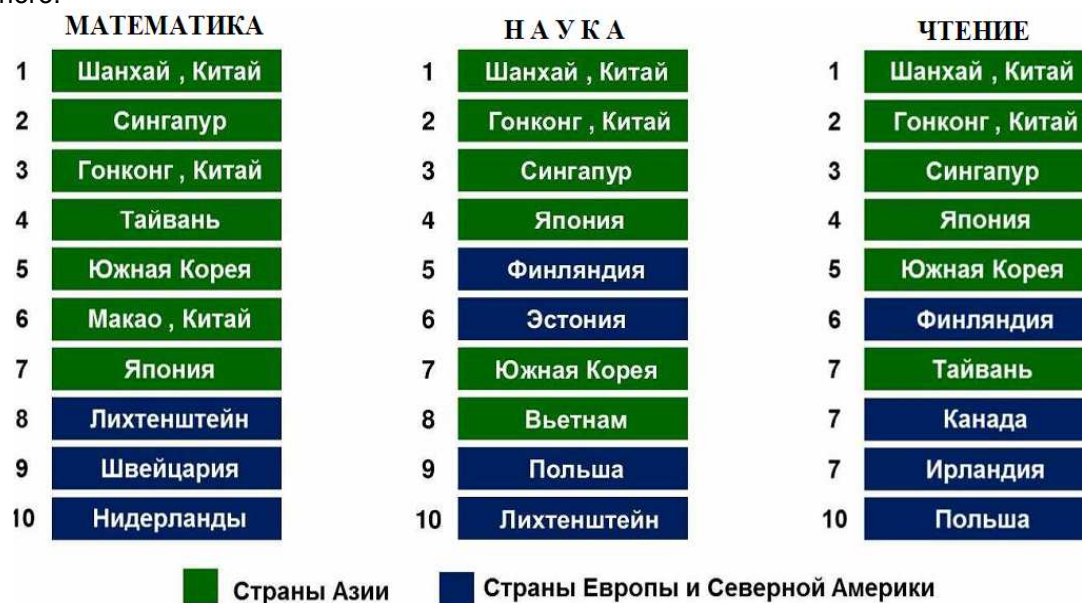 МАТЕМАТИКА
1 Шанхай , Китай
2 Сингапур
3 Гонконг , Китай
4 Тайвань
5 Южная Корея
6 Макао , Китай
7 Япония
8 Лихтенштейн
9 Швейцария
10 Нидерланды
Н А У К А
1 Шанхай , Китай
2 Гонконг , Китай
3 Сингапур
4 Япония
5 Финляндия
6 Эстония
7 Южная Корея
8 Вьетнам
9 Польша
10 Лихтенштейн
ЧТЕНИЕ
1 Шанхай , Китай
2 Гонконг , Китай
3 Сингапур
4 Япония
5 Южная Корея
6 Финляндия
7 Тайвань
7 Канада
7 Ирландия
10 Польша
Страны Азии
Страны Европы и Северной Америки